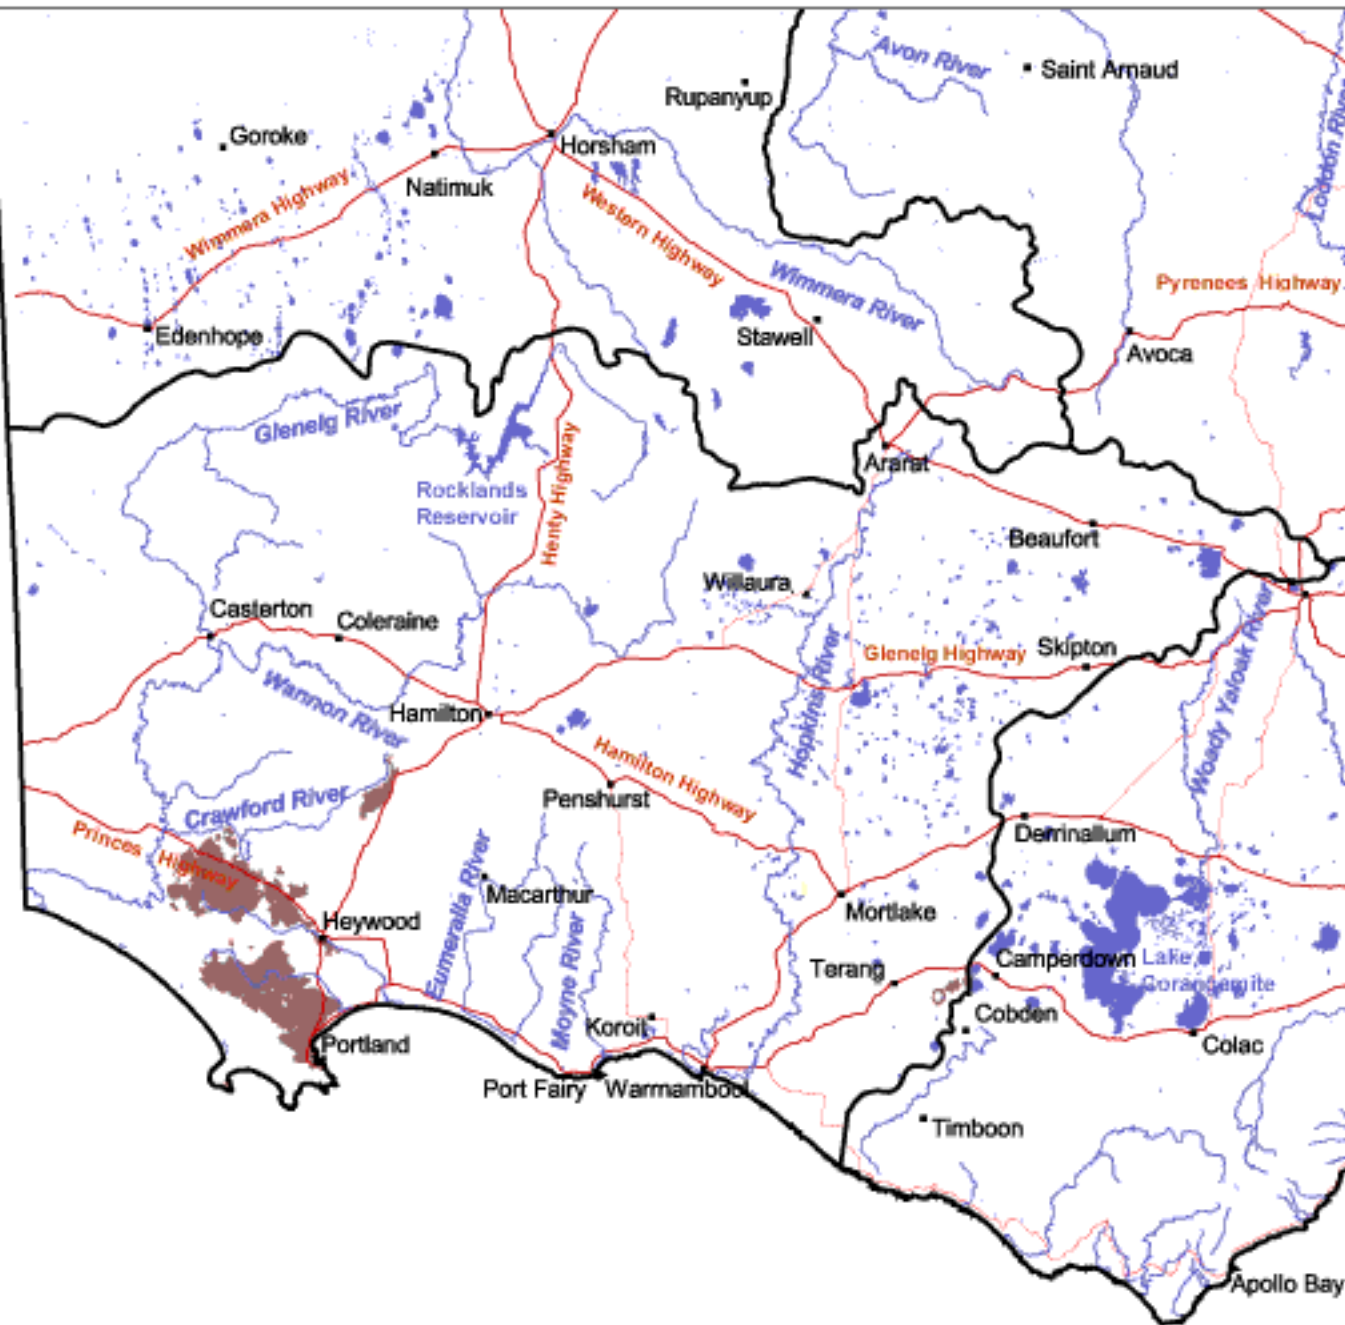 Avon River
Saint Arnaud
Rupanyup
Loddon River
Goroke
Horsham
Natimuk
Wimmera Highway
Western Highway
Wimmera River
Pyrenees Highway
Edenhope
Stawell
Avoca
Glenelg River
Ararat
Rocklands
Reservoir
Henty Highway
Beaufort
Willaura
Casterton
Coleraine
Glenelg Highway
Skipton
Woady Yaloak River
Wannon River
Hamilton
Hopkins River
Hamilton Highway
Penshurst
Crawford River
Princes Highway
Derrinallum
Eumeralla River
Macarthur
Mortlake
Heywood
Moyne River
Terang
Camperdown
Lake
Corangamite
Cobden
Koroit
Portland
Colac
Port Fairy
Warrnambool
Timboon
Apollo Bay